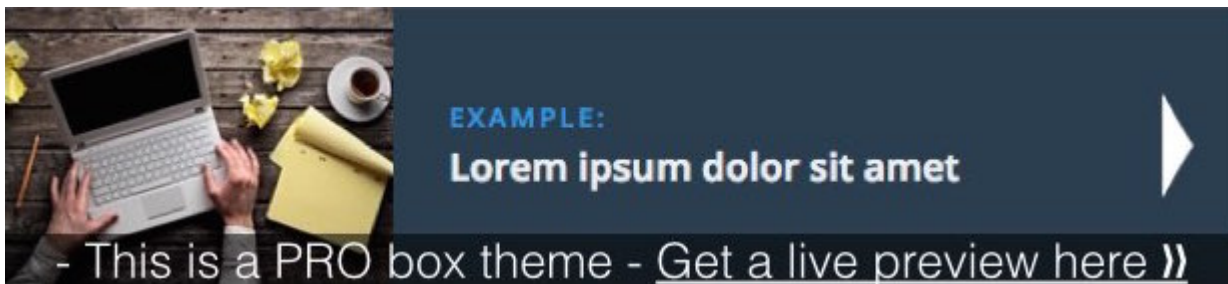 EXAMPLE:
Lorem ipsum dolor sit amet
- This is a PRO box theme - Get a live preview here ⟫